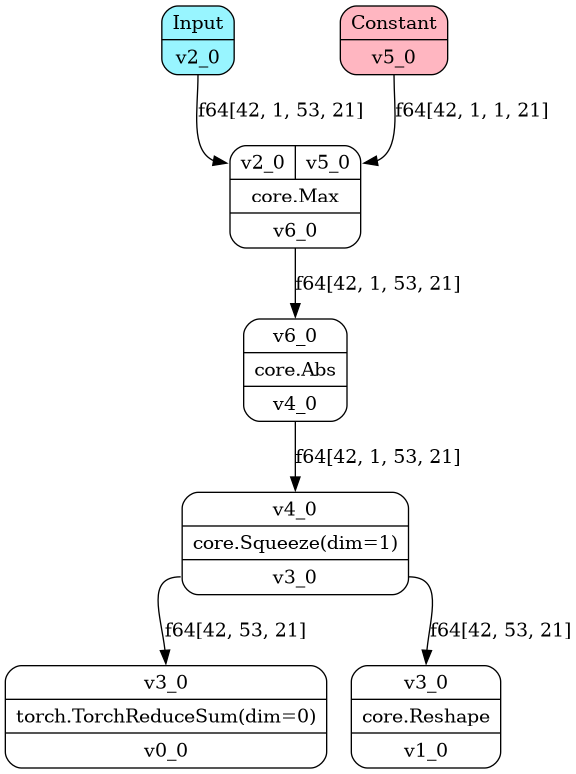 Input
v2_0
Constant
v5_0
f64[42, 1, 53, 21]
f64[42, 1, 1, 21]
v2_0 v5_0
core.Max
v6_0
f64[42, 1, 53, 21]
v6_0
core.Abs
v4_0
f64[42, 1, 53, 21]
v4_0
core.Squeeze(dim=1)
v3_0
f64[42, 53, 21]
f64[42, 53, 21]
v3_0
torch.TorchReduceSum(dim=0)
v0_0
v3_0
core.Reshape
v1_0